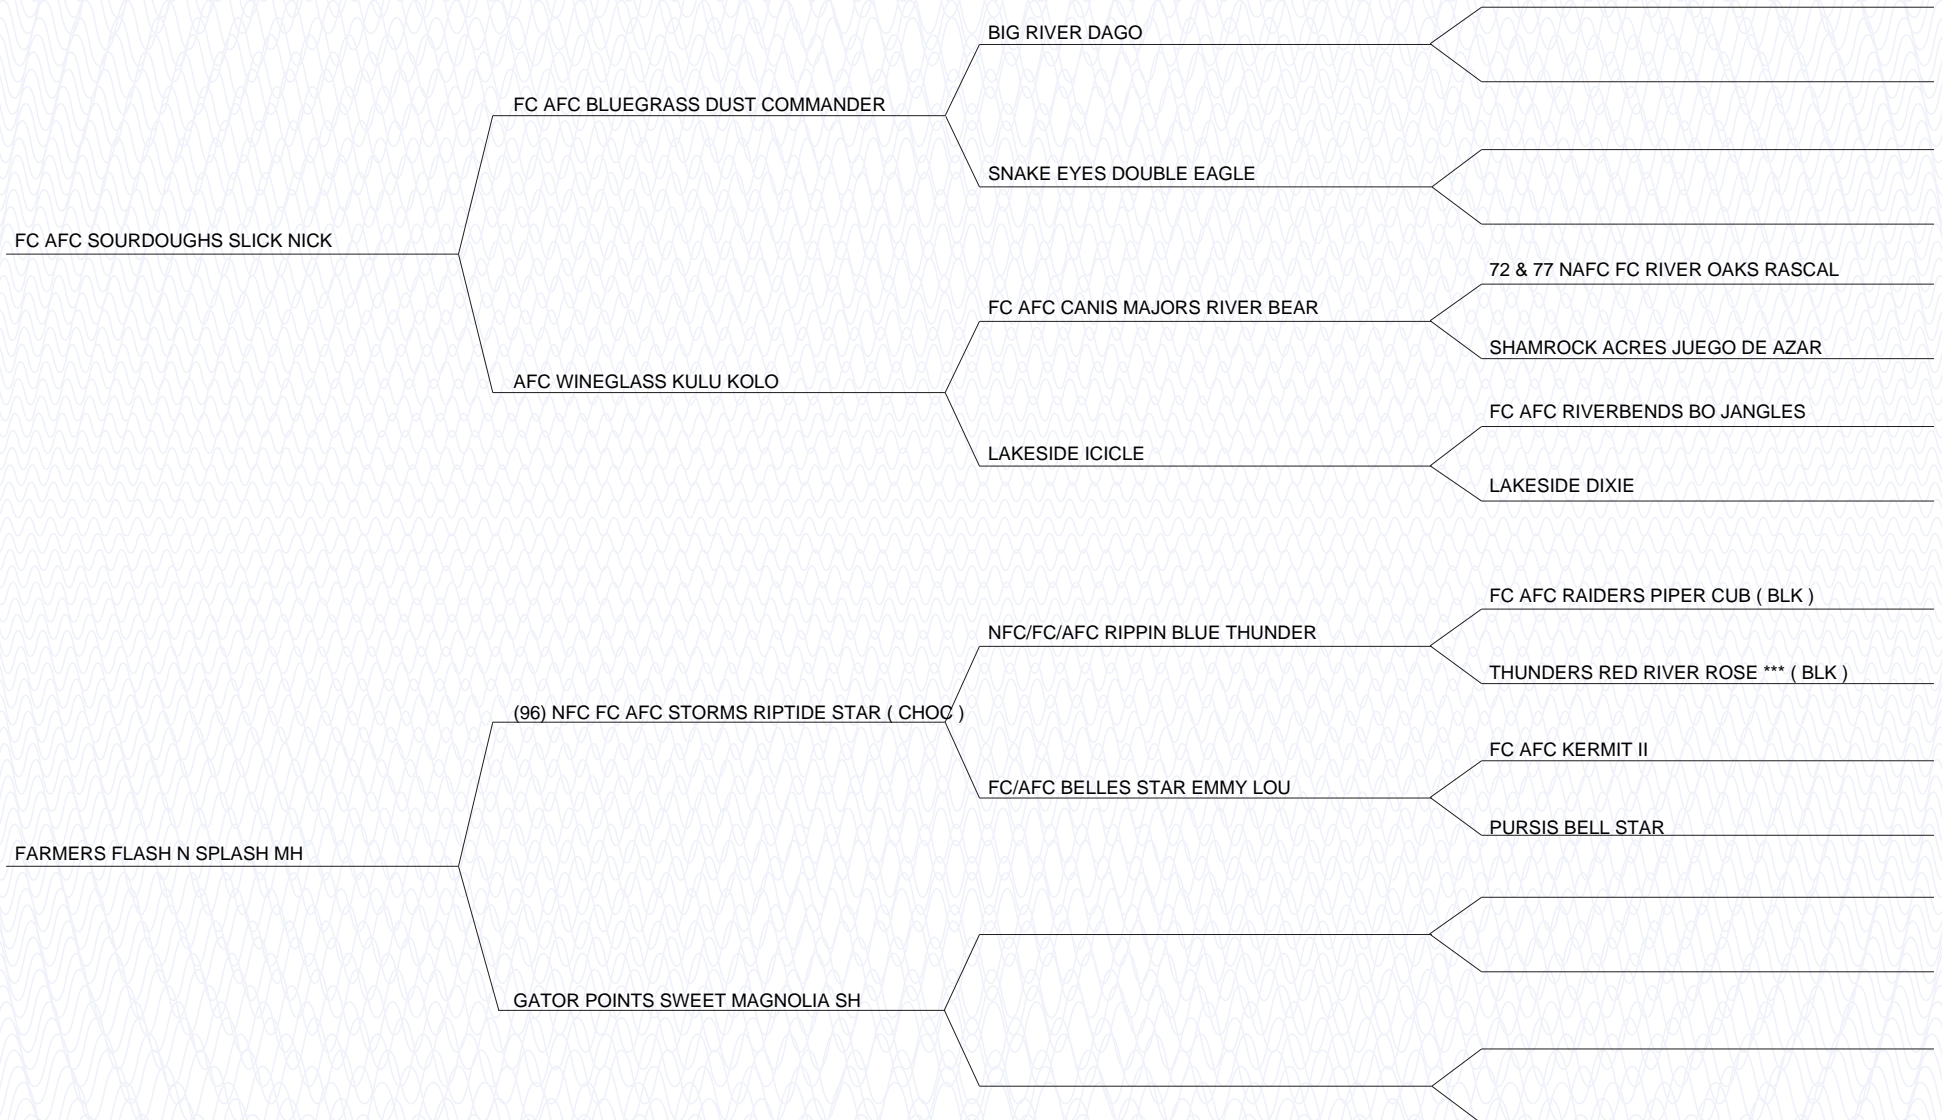 BIG RIVER DAGO
FC AFC BLUEGRASS DUST COMMANDER
SNAKE EYES DOUBLE EAGLE
FC AFC SOURDOUGHS SLICK NICK
72 & 77 NAFC FC RIVER OAKS RASCAL
FC AFC CANIS MAJORS RIVER BEAR
SHAMROCK ACRES JUEGO DE AZAR
AFC WINEGLASS KULU KOLO
FC AFC RIVERBENDS BO JANGLES
LAKESIDE ICICLE
LAKESIDE DIXIE
FC AFC RAIDERS PIPER CUB ( BLK )
NFC/FC/AFC RIPPIN BLUE THUNDER
THUNDERS RED RIVER ROSE *** ( BLK )
(96) NFC FC AFC STORMS RIPTIDE STAR ( CHOC )
FC AFC KERMIT II
FC/AFC BELLES STAR EMMY LOU
PURSIS BELL STAR
FARMERS FLASH N SPLASH MH
GATOR POINTS SWEET MAGNOLIA SH